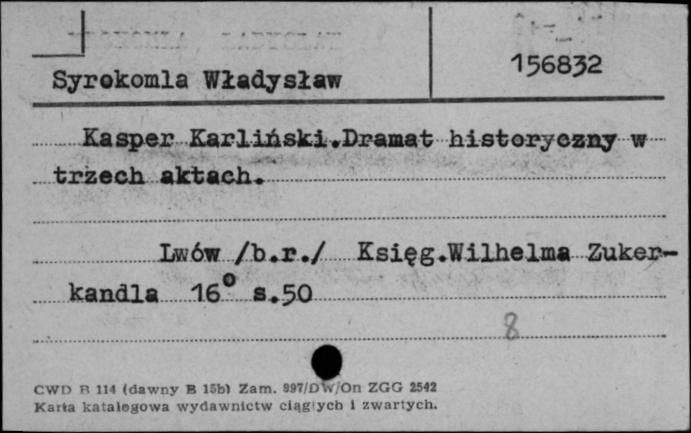 Syrokomla Władysław
156832
Kasper Karliński.Dramat historyczny w
trzech aktach.
Lwów /b.r./ Księg.Wilhelma Zuker-
kandla 16° s.50
8
CWD B 114 (dawny B 15b) Zam. 897/DW/On ZGG 2542
Karta katalogowa wydawnictw ciągłych i zwartych.